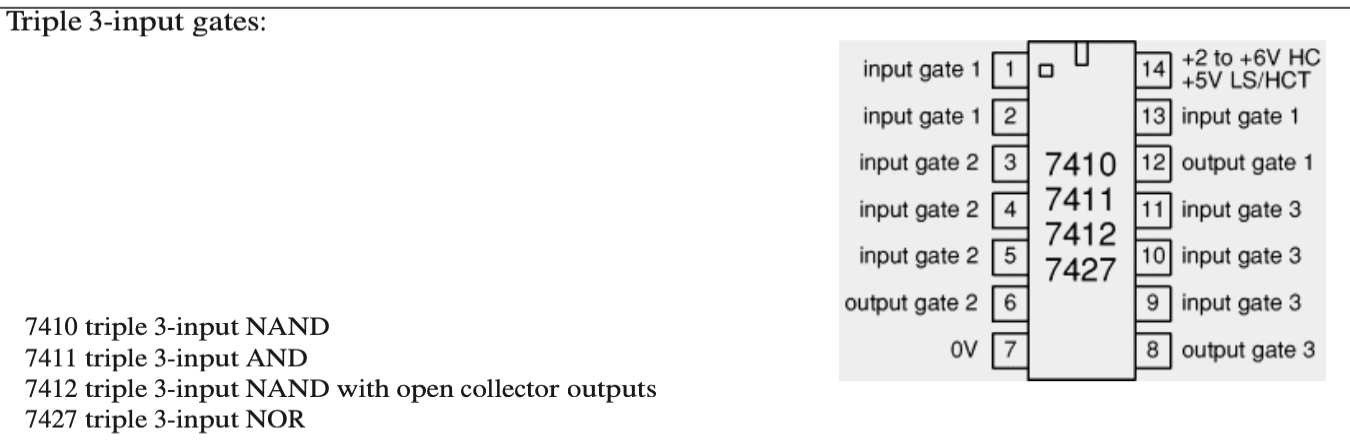 Triple 3-input gates:
input gate 1 1 14 +2 to +6V HC
+5V LS/HCT
input gate 1 2 13 input gate 1
input gate 2 3 7410 12 output gate 1
input gate 2 4 7411 11 input gate 3
7412
input gate 2 5 7427 10 input gate 3
output gate 2 6 9 input gate 3
0V 7 8 output gate 3
7410 triple 3-input NAND
7411 triple 3-input AND
7412 triple 3-input NAND with open collector outputs
7427 triple 3-input NOR